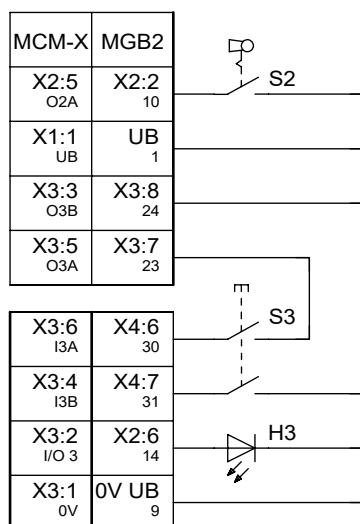 MCM-X MGB2
X2:5 X2:2 S2
O2A 10
X1:1 UB
UB 1
X3:3 X3:8
O3B 24
X3:5 X3:7
O3A 23
X3:6 X4:6 S3
I3A 30
X3:4 X4:7
I3B 31
X3:2 X2:6 H3
I/O 3 14
X3:1 0V UB
0V 9